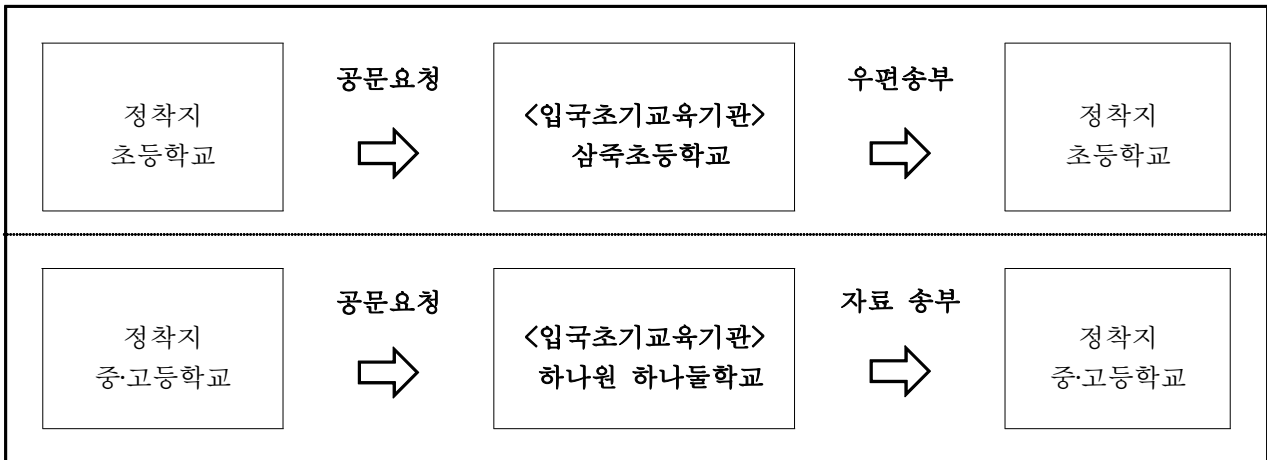 정착지
초등학교
공문요청
<입국초기교육기관>
삼죽초등학교
우편송부
정착지
초등학교
정착지
중·고등학교
공문요청
<입국초기교육기관>
하나원 하나둘학교
자료 송부
정착지
중·고등학교